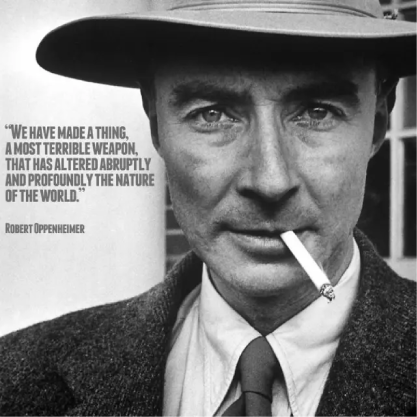 “We have made a thing,
a most terrible weapon,
that has altered abruptly
and profoundly the nature
of the world.”
Robert Oppenheimer